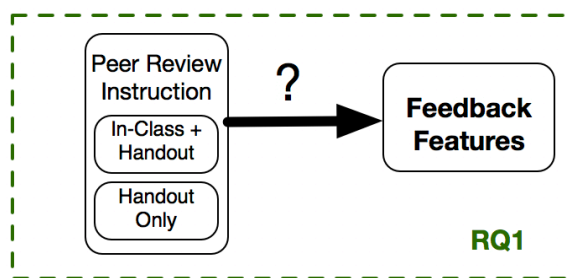 Peer Review
Instruction
In-Class +
Handout
Handout
Only
?
Feedback
Features
RQ1